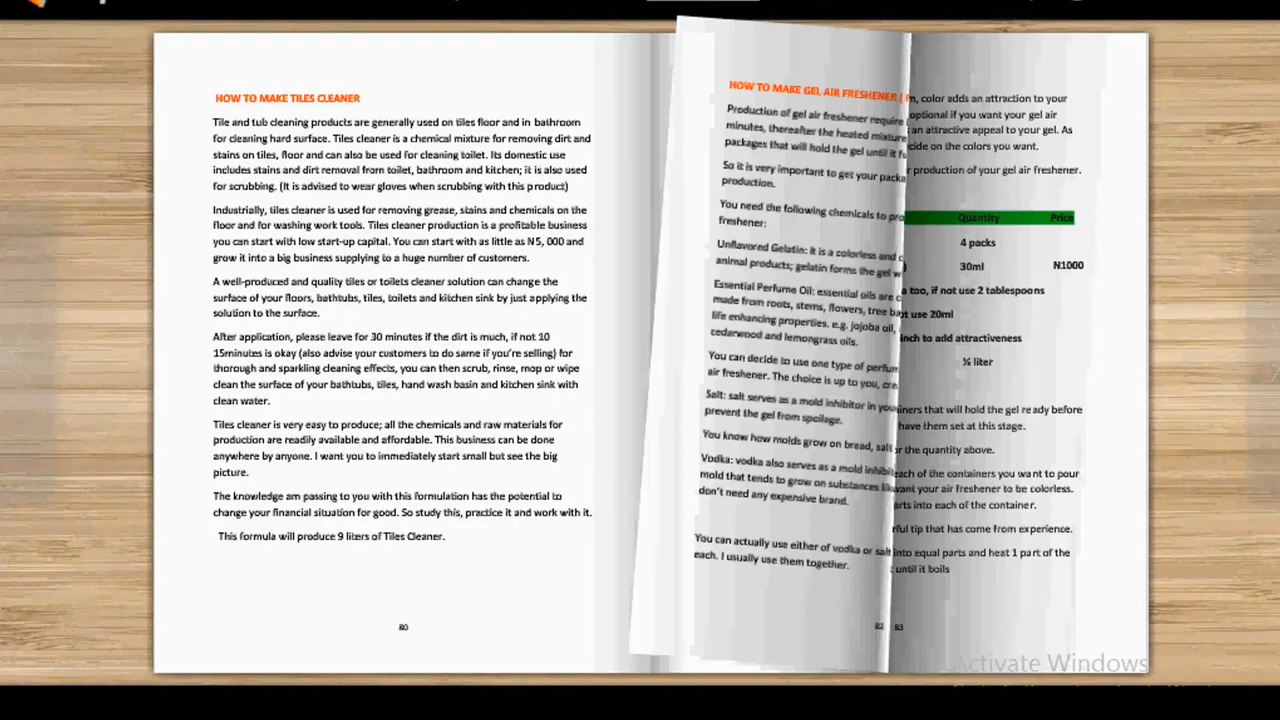 HOW TO MAKE TILES CLEANER
Tile and tub cleaning products are generally used on tiles floor and in bathroom
for cleaning hard surface. Tiles cleaner is a chemical mixture for removing dirt and
stains on tiles, floor and can also be used for cleaning toilet. Its domestic use
includes stains and dirt removal from toilet, bathroom and kitchen; it is also used
for scrubbing. (It is advised to wear gloves when scrubbing with this product)
Industrially, tiles cleaner is used for removing grease, stains and chemicals on the
floor and for washing work tools. Tiles cleaner production is a profitable business
you can start with low start-up capital. You can start with as little as N5, 000 and
grow it into a big business supplying to a huge number of customers.
A well-produced and quality tiles or toilets cleaner solution can change the
surface of your floors, bathtubs, tiles, toilets and kitchen sink by just applying the
solution to the surface.
After application, please leave for 30 minutes if the dirt is much, if not 10
15minutes is okay (also advise your customers to do same if you're selling) for
thorough and sparkling cleaning effects, you can then scrub, rinse, mop or wipe
clean the surface of your bathtubs, tiles, hand wash basin and kitchen sink with
clean water.
Tiles cleaner is very easy to produce; all the chemicals and raw materials for
production are readily available and affordable. This business can be done
anywhere by anyone. I want you to immediately start small but see the big
picture.
The knowledge am passing to you with this formulation has the potential to
change your financial situation for good. So study this, practice it and work with it.
This formula will produce 9 liters of Tiles Cleaner.
80
HOW TO MAKE GEL AIR FRESHENER (
Production of gel air freshener require
minutes, thereafter the heated mixture
packages that will hold the gel until it
So it is very important to get your
production.
You need the following chemicals to
freshener:
Unflavored Gelatin: it is a colorless and
animal products; gelatin forms the gel
Essential Perfume Oil: essential oils are
made from roots, stems, flowers, tree
life enhancing properties. e.g. jojoba oil,
cedarwood and lemongrass oils.
You can decide to use one type of
air freshener. The choice is up to you,
Salt: salt serves as a mold inhibitor in
prevent the gel from spoilage.
You know how molds grow on bread, salt
Vodka: vodka also serves as a mold
mold that tends to grow on substances
don't need any expensive brand.
You can actually use either of vodka or salt
each. I usually use them together.
82
color adds an attraction to your
optional if you want your gel air
an attractive appeal to your gel. As
on the colors you want.
production of your gel air freshener.
Quantity Price
4 packs
30ml N1000
too, if not use 2 tablespoons
use 20ml
to add attractiveness
½ liter
that will hold the gel ready before
have them set at this stage.
the quantity above.
each of the containers you want to pour
want your air freshener to be colorless.
into each of the container.
tip that has come from experience.
into equal parts and heat 1 part of the
until it boils
83
Activate Windows